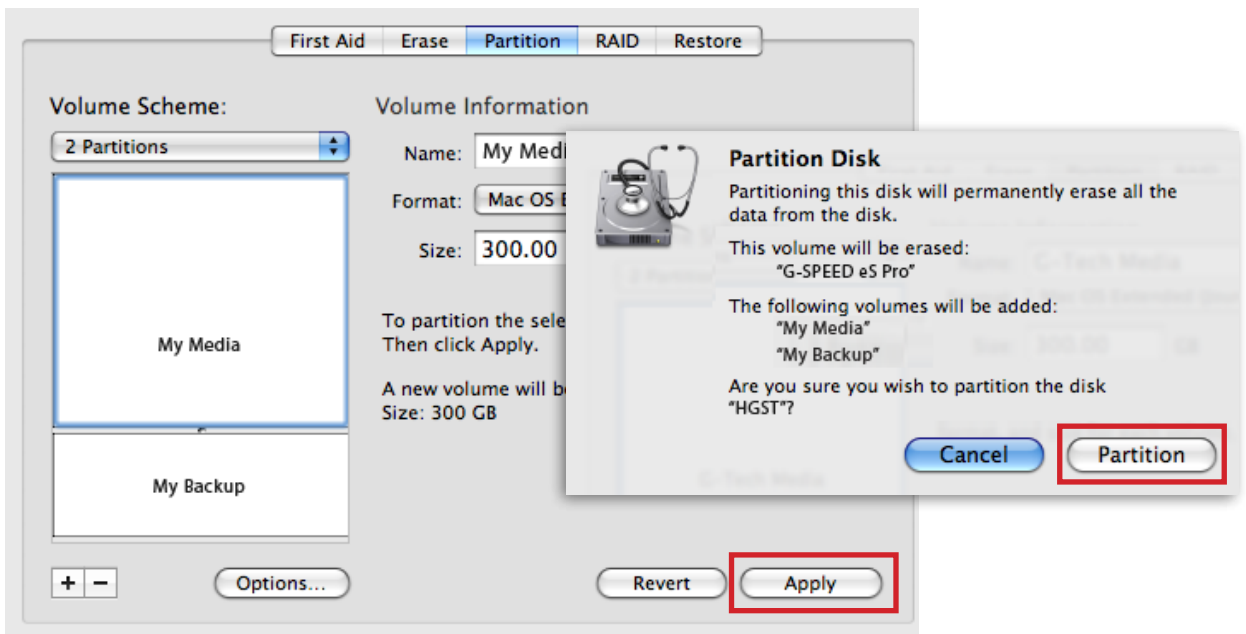 First Aid Erase Partition RAID Restore
Volume Scheme:
2 Partitions
My Media
My Backup
+ −
Options...
Volume Information
Name: My Medi
Format: Mac OS E
Size: 300.00
To partition the sele
Then click Apply.
A new volume will b
Size: 300 GB
Revert
Apply
Partition Disk
Partitioning this disk will permanently erase all the
data from the disk.
This volume will be erased:
“G-SPEED eS Pro”
The following volumes will be added:
“My Media”
“My Backup”
Are you sure you wish to partition the disk
“HGST”?
Cancel
Partition